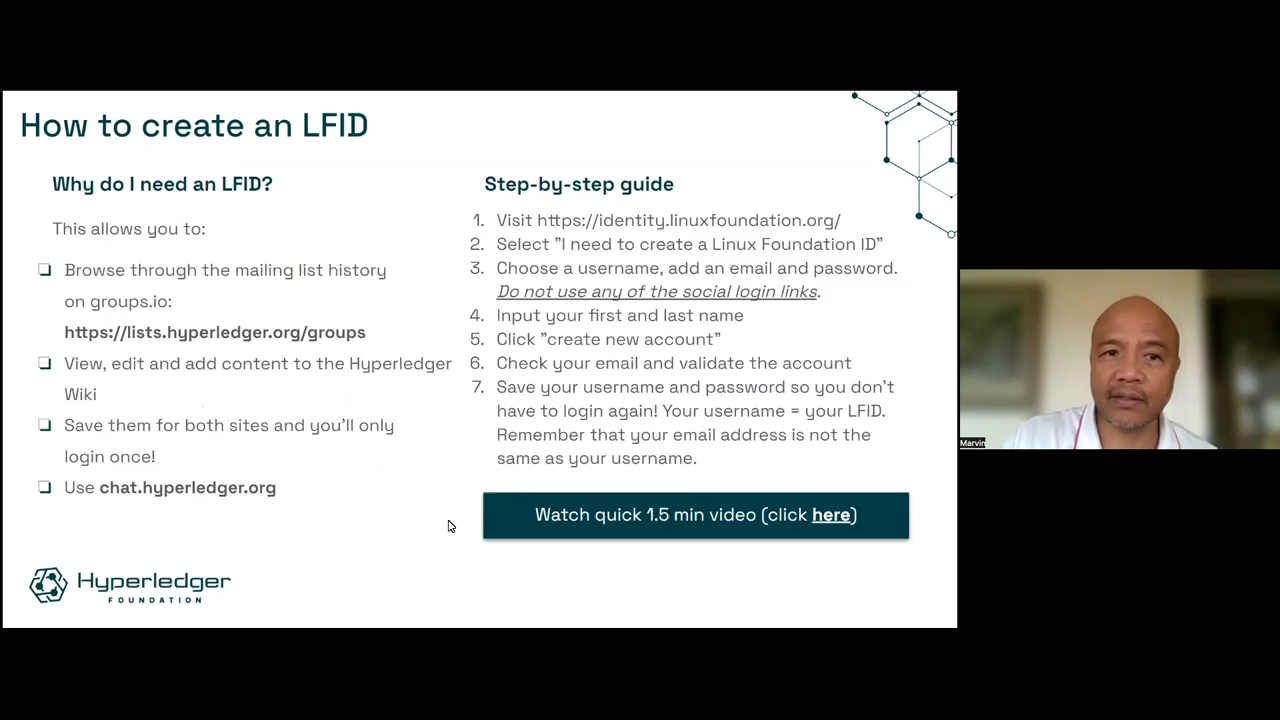 How to create an LFID
Why do I need an LFID?
This allows you to:
Browse through the mailing list history
on groups.io:
https://lists.hyperledger.org/groups
View, edit and add content to the Hyperledger
Wiki
Save them for both sites and you'll only
login once!
Use chat.hyperledger.org
Step-by-step guide
1. Visit https://identity.linuxfoundation.org/
2. Select "I need to create a Linux Foundation ID"
3. Choose a username, add an email and password.
Do not use any of the social login links.
4. Input your first and last name
5. Click "create new account"
6. Check your email and validate the account
7. Save your username and password so you don't
have to login again! Your username = your LFID.
Remember that your email address is not the
same as your username.
Watch quick 1.5 min video (click here)
Hyperledger
FOUNDATION
Marvin